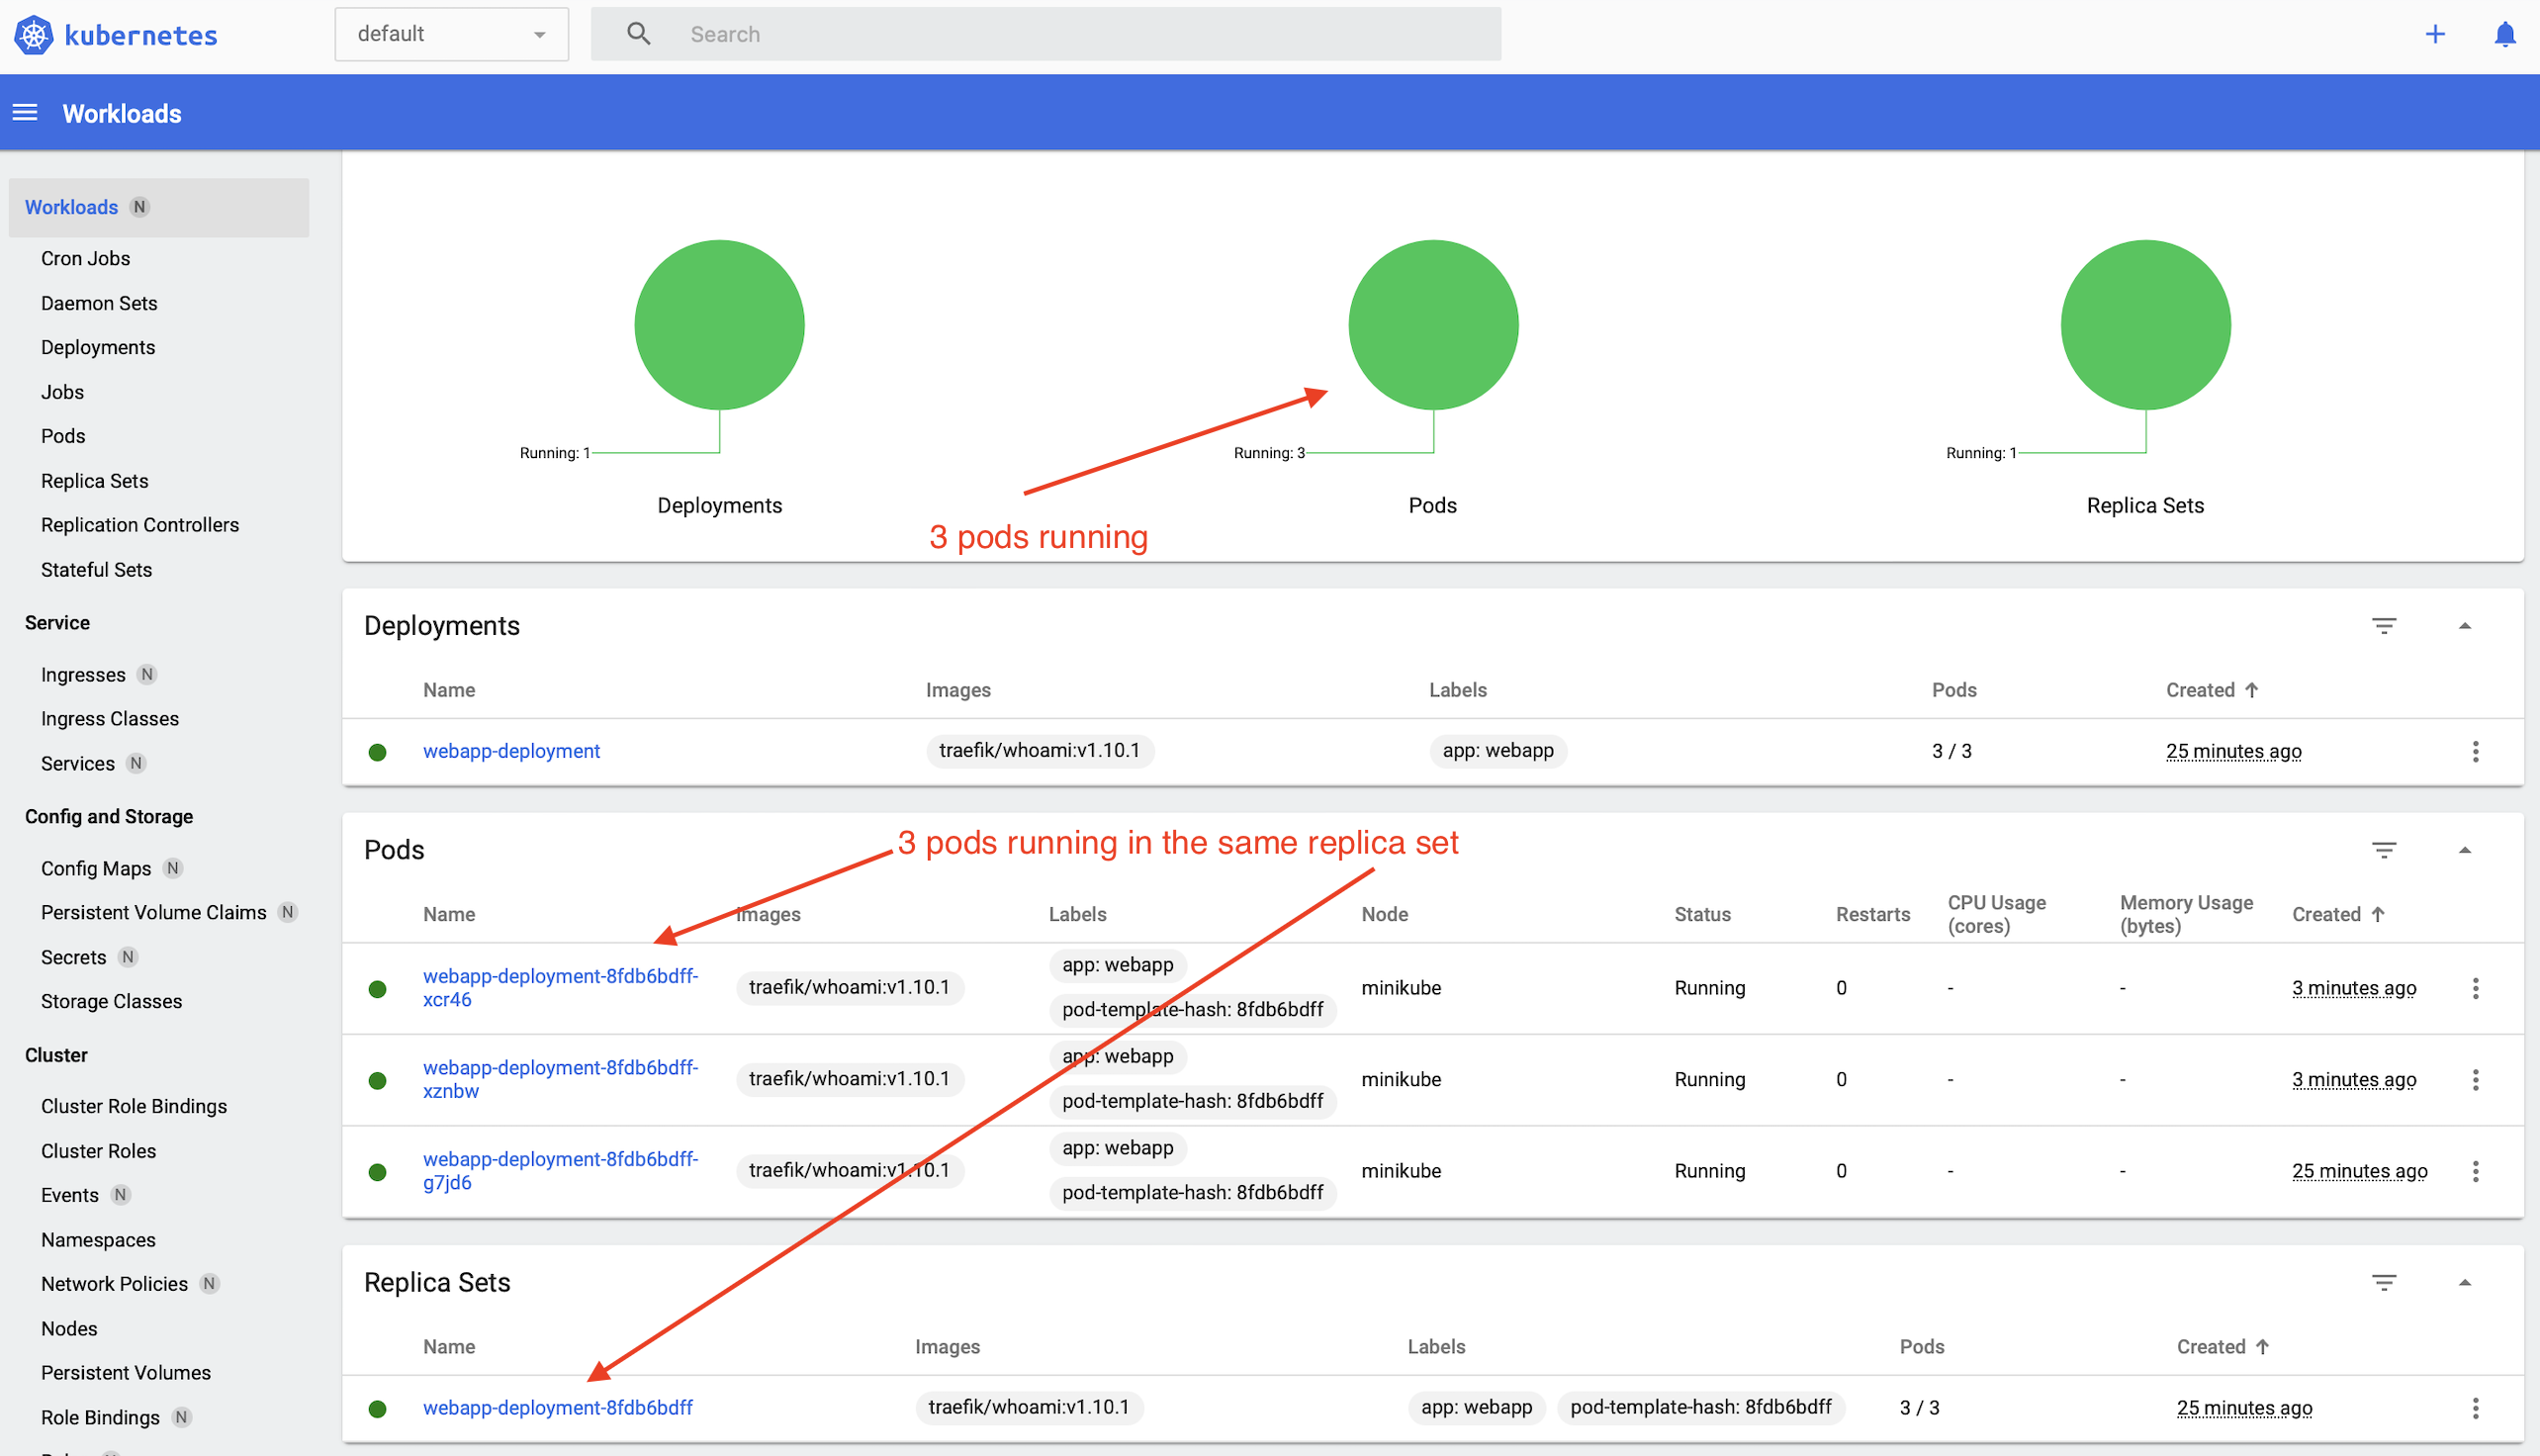 kubernetes
default
Search
Workloads
Workloads N
Cron Jobs
Daemon Sets
Deployments
Jobs
Pods
Replica Sets
Replication Controllers
Stateful Sets
Service
Ingresses N
Ingress Classes
Services N
Config and Storage
Config Maps N
Persistent Volume Claims N
Secrets N
Storage Classes
Cluster
Cluster Role Bindings
Cluster Roles
Events N
Namespaces
Network Policies N
Nodes
Persistent Volumes
Role Bindings N
Running: 1
Deployments
Running: 3
Pods
Running: 1
Replica Sets
3 pods running
Deployments
Name Images Labels Pods Created
webapp-deployment traefik/whoami:v1.10.1 app: webapp 3 / 3 25 minutes ago
Pods
3 pods running in the same replica set
Name Images Labels Node Status Restarts CPU Usage (cores) Memory Usage (bytes) Created
webapp-deployment-8fdb6bdff-
xcr46
traefik/whoami:v1.10.1
app: webapp
pod-template-hash: 8fdb6bdff
minikube Running 0 - - 3 minutes ago
webapp-deployment-8fdb6bdff-
xznbw
traefik/whoami:v1.10.1
app: webapp
pod-template-hash: 8fdb6bdff
minikube Running 0 - - 3 minutes ago
webapp-deployment-8fdb6bdff-
g7jd6
traefik/whoami:v1.10.1
app: webapp
pod-template-hash: 8fdb6bdff
minikube Running 0 - - 25 minutes ago
Replica Sets
Name Images Labels Pods Created
webapp-deployment-8fdb6bdff traefik/whoami:v1.10.1 app: webapp pod-template-hash: 8fdb6bdff 3 / 3 25 minutes ago